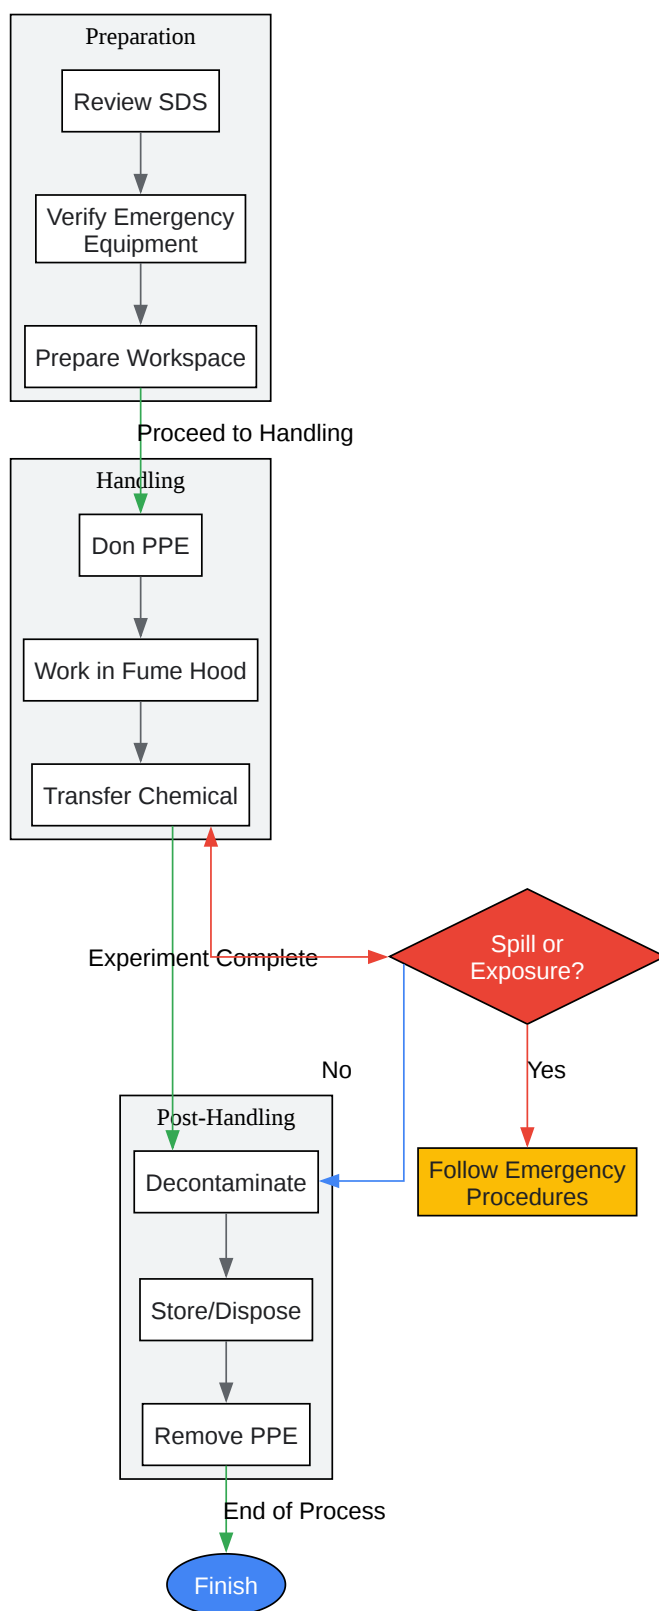 Preparation
Review SDS
Verify Emergency
Equipment
Prepare Workspace
Proceed to Handling
Handling
Don PPE
Work in Fume Hood
Transfer Chemical
Experiment Complete
Spill or
Exposure?
No
Yes
Post-Handling
Decontaminate
Follow Emergency
Procedures
Store/Dispose
Remove PPE
End of Process
Finish